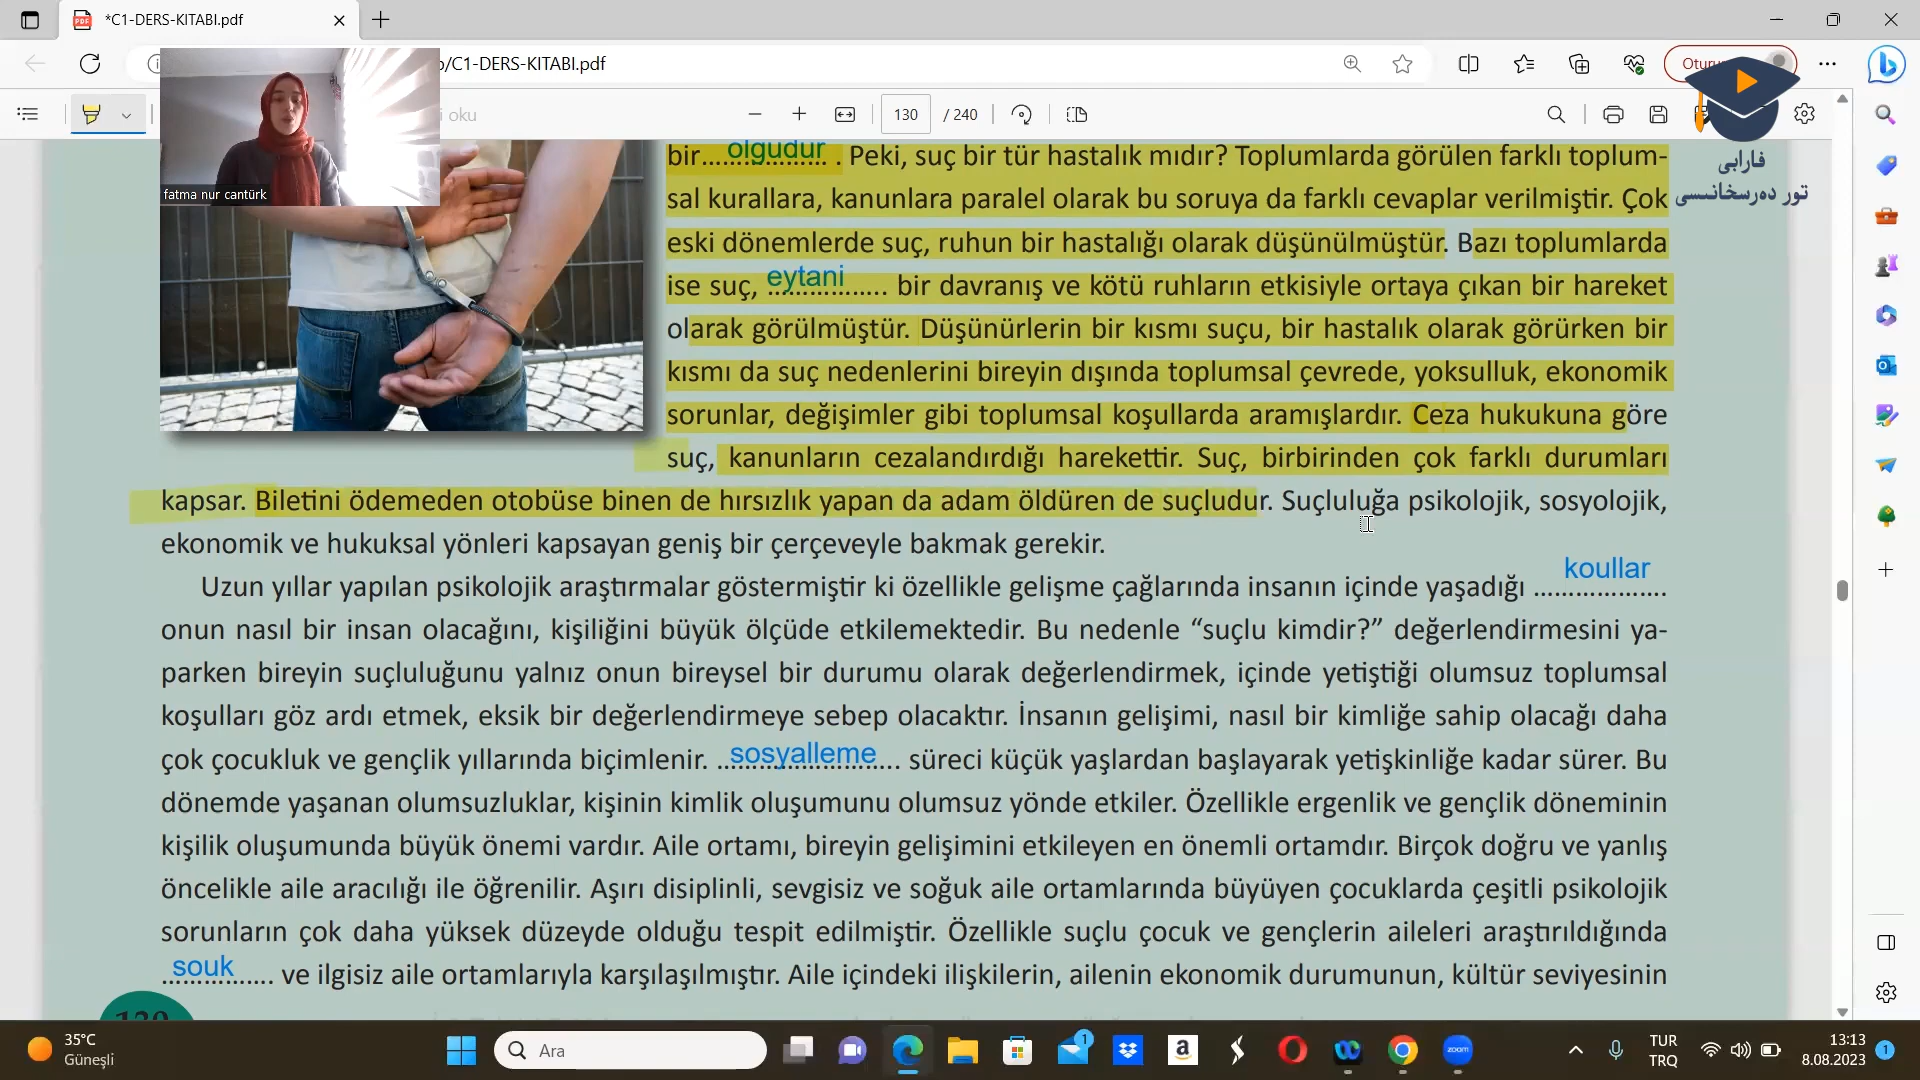 *C1-DERS-KITABI.pdf
/C1-DERS-KITABI.pdf
Oturu
oku
130 / 240
fatma nur cantürk
فارابى
تور دەرسخانىسى
bir olgudur . Peki, suç bir tür hastalık mıdır? Toplumlarda görülen farklı toplum-
sal kurallara, kanunlara paralel olarak bu soruya da farklı cevaplar verilmiştir. Çok
eski dönemlerde suç, ruhun bir hastalığı olarak düşünülmüştür. Bazı toplumlarda
ise suç, eytani bir davranış ve kötü ruhların etkisiyle ortaya çıkan bir hareket
olarak görülmüştür. Düşünürlerin bir kısmı suçu, bir hastalık olarak görürken bir
kısmı da suç nedenlerini bireyin dışında toplumsal çevrede, yoksulluk, ekonomik
sorunlar, değişimler gibi toplumsal koşullarda aramışlardır. Ceza hukukuna göre
suç, kanunların cezalandırdığı harekettir. Suç, birbirinden çok farklı durumları
kapsar. Biletini ödemeden otobüse binen de hırsızlık yapan da adam öldüren de suçludur. Suçluluğa psikolojik, sosyolojik,
ekonomik ve hukuksal yönleri kapsayan geniş bir çerçeveyle bakmak gerekir.
Uzun yıllar yapılan psikolojik araştırmalar göstermiştir ki özellikle gelişme çağlarında insanın içinde yaşadığı koullar
onun nasıl bir insan olacağını, kişiliğini büyük ölçüde etkilemektedir. Bu nedenle “suçlu kimdir?” değerlendirmesini ya-
parken bireyin suçluluğunu yalnız onun bireysel bir durumu olarak değerlendirmek, içinde yetiştiği olumsuz toplumsal
koşulları göz ardı etmek, eksik bir değerlendirmeye sebep olacaktır. İnsanın gelişimi, nasıl bir kimliğe sahip olacağı daha
çok çocukluk ve gençlik yıllarında biçimlenir. sosyalleme süreci küçük yaşlardan başlayarak yetişkinliğe kadar sürer. Bu
dönemde yaşanan olumsuzluklar, kişinin kimlik oluşumunu olumsuz yönde etkiler. Özellikle ergenlik ve gençlik döneminin
kişilik oluşumunda büyük önemi vardır. Aile ortamı, bireyin gelişimini etkileyen en önemli ortamdır. Birçok doğru ve yanlış
öncelikle aile aracılığı ile öğrenilir. Aşırı disiplinli, sevgisiz ve soğuk aile ortamlarında büyüyen çocuklarda çeşitli psikolojik
sorunların çok daha yüksek düzeyde olduğu tespit edilmiştir. Özellikle suçlu çocuk ve gençlerin aileleri araştırıldığında
souk ve ilgisiz aile ortamlarıyla karşılaşılmıştır. Aile içindeki ilişkilerin, ailenin ekonomik durumunun, kültür seviyesinin
130
35°C
Güneşli
Ara
1
zoom
TUR
TRQ
13:13
8.08.2023
1